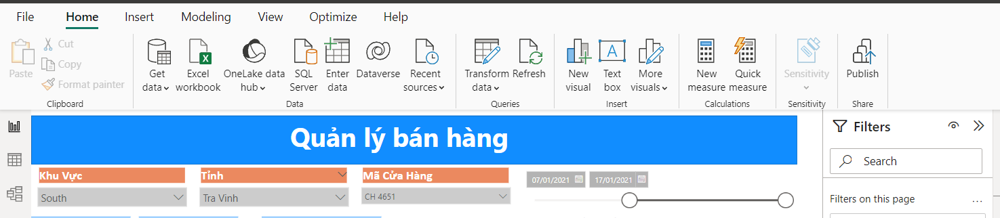 File Home Insert Modeling View Optimize Help
Paste
Cut
Copy
Format painter
Clipboard
Get data
Excel workbook
OneLake data hub
SQL Server
Enter data
Dataverse
Recent sources
Data
Transform data
Refresh
Queries
New visual
Text box
More visuals
Insert
New measure
Quick measure
Calculations
Sensitivity
Sensitivity
Publish
Share
Quản lý bán hàng
Khu Vực
South
Tỉnh
Tra Vinh
Mã Cửa Hàng
CH 4651
07/01/2021
17/01/2021
Filters
Search
Filters on this page